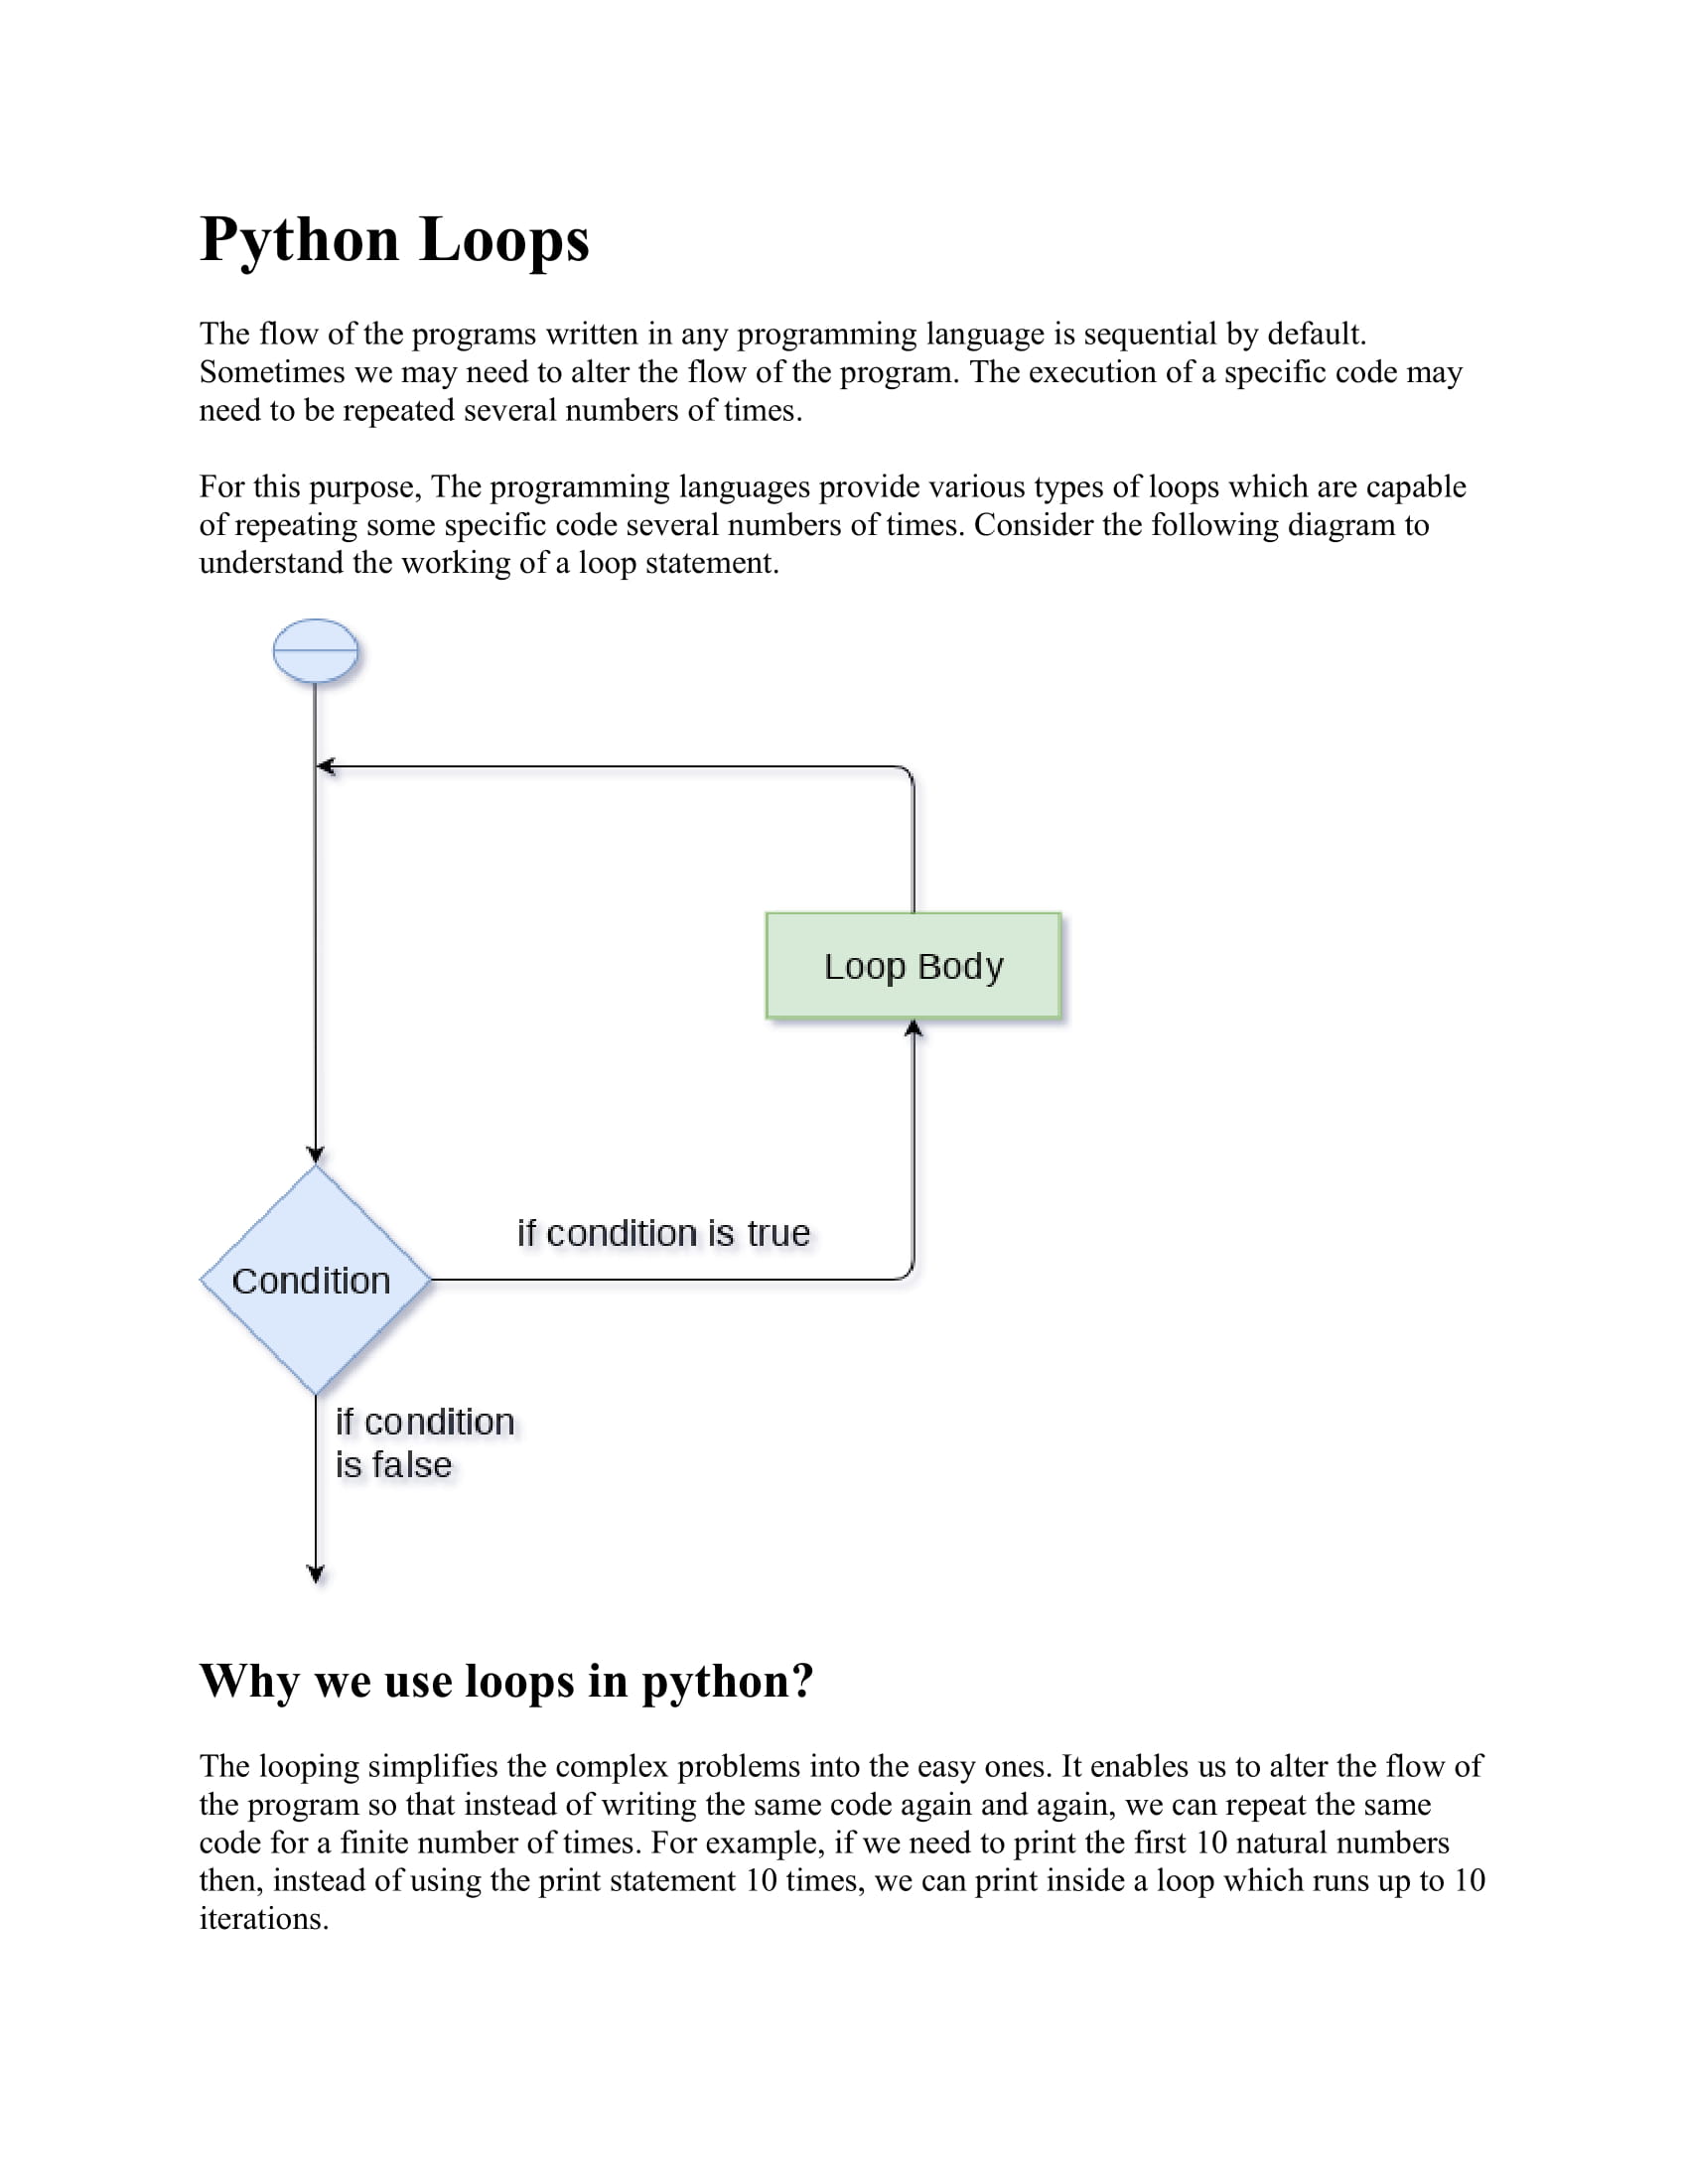 Python Loops
The flow of the programs written in any programming language is sequential by default.
Sometimes we may need to alter the flow of the program. The execution of a specific code may
need to be repeated several numbers of times.
For this purpose, The programming languages provide various types of loops which are capable
of repeating some specific code several numbers of times. Consider the following diagram to
understand the working of a loop statement.
Loop Body
if condition is true
Condition
if condition
is false
Why we use loops in python?
The looping simplifies the complex problems into the easy ones. It enables us to alter the flow of
the program so that instead of writing the same code again and again, we can repeat the same
code for a finite number of times. For example, if we need to print the first 10 natural numbers
then, instead of using the print statement 10 times, we can print inside a loop which runs up to 10
iterations.